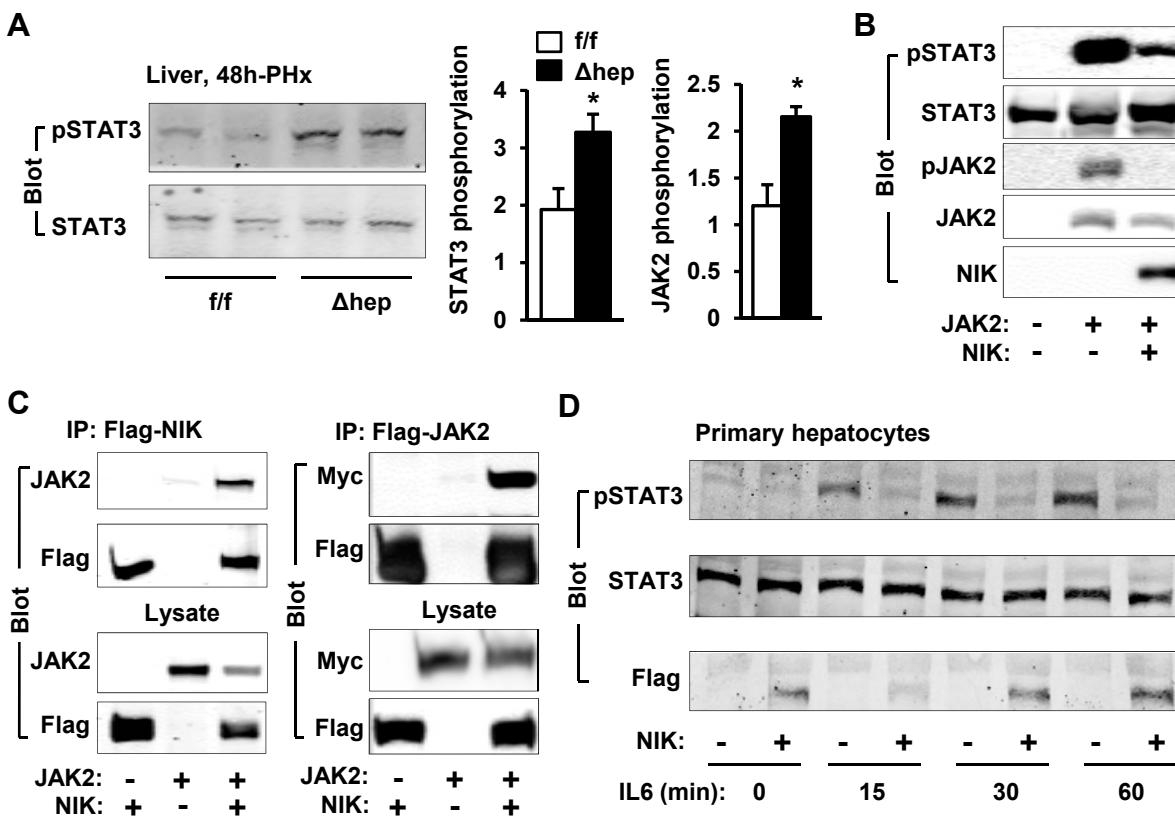 A
Liver, 48h-PHx
Blot
pSTAT3
STAT3
f/f
Δhep
STAT3 phosphorylation
4
3
2
1
0
f/f
Δhep
*
JAK2 phosphorylation
2.5
2
1.5
1
0.5
0
*
B
Blot
pSTAT3
STAT3
pJAK2
JAK2
NIK
JAK2: - + +
NIK: - - +
C
IP: Flag-NIK
Blot
JAK2
Flag
Lysate
JAK2
Flag
JAK2: - + +
NIK: + - +
IP: Flag-JAK2
Blot
Myc
Flag
Lysate
Myc
Flag
JAK2: - + +
NIK: + - +
D
Primary hepatocytes
Blot
pSTAT3
STAT3
Flag
NIK: - + - + - + - +
IL6 (min): 0 15 30 60